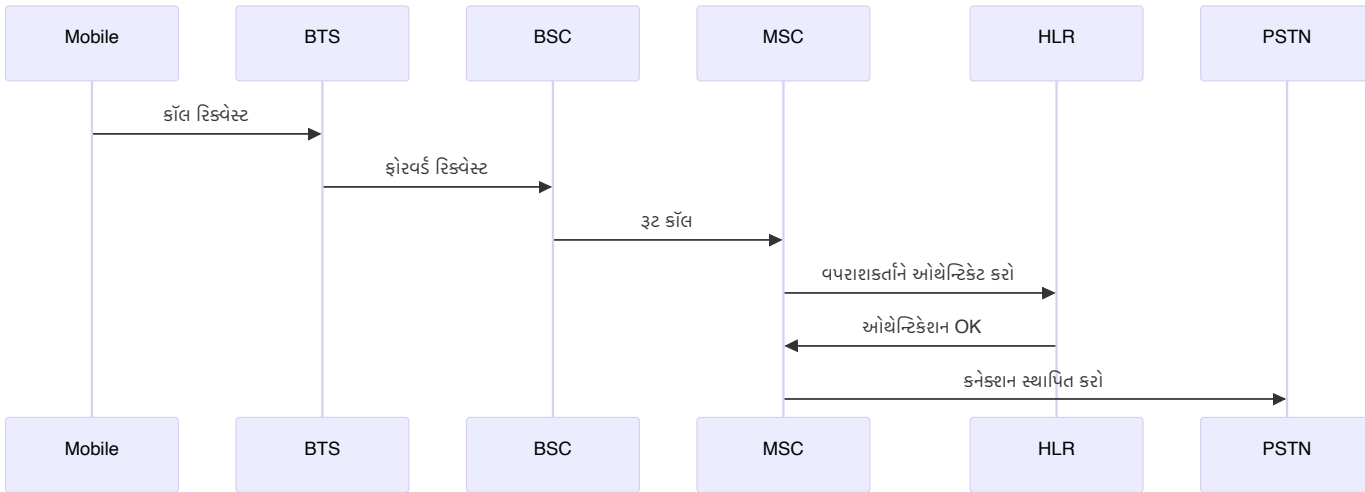 Mobile BTS BSC MSC HLR PSTN
કૉલ રિક્વેસ્ટ
ફોરવર્ડ રિક્વેસ્ટ
રૂટ કૉલ
વપરાશકર્તાને ઓથેન્ટિકેટ કરો
ઓથેન્ટિકેશન OK
કનેક્શન સ્થાપિત કરો
Mobile BTS BSC MSC HLR PSTN